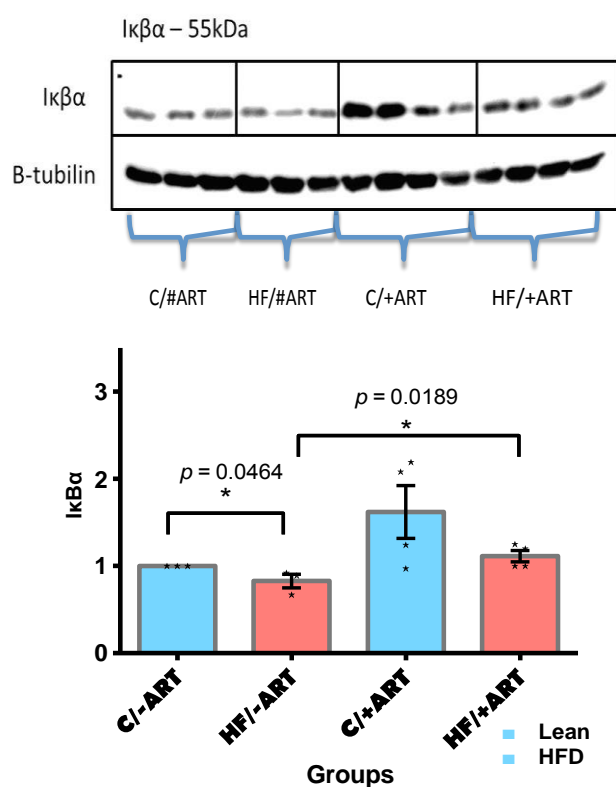 Iκβα – 55kDa
Iκβα
B-tubilin
C/#ART HF/#ART C/+ART HF/+ART
p = 0.0189
*
p = 0.0464
*
3
2
1
0
IκBα
C/-ART HF/-ART C/+ART HF/+ART
Lean
HFD
Groups